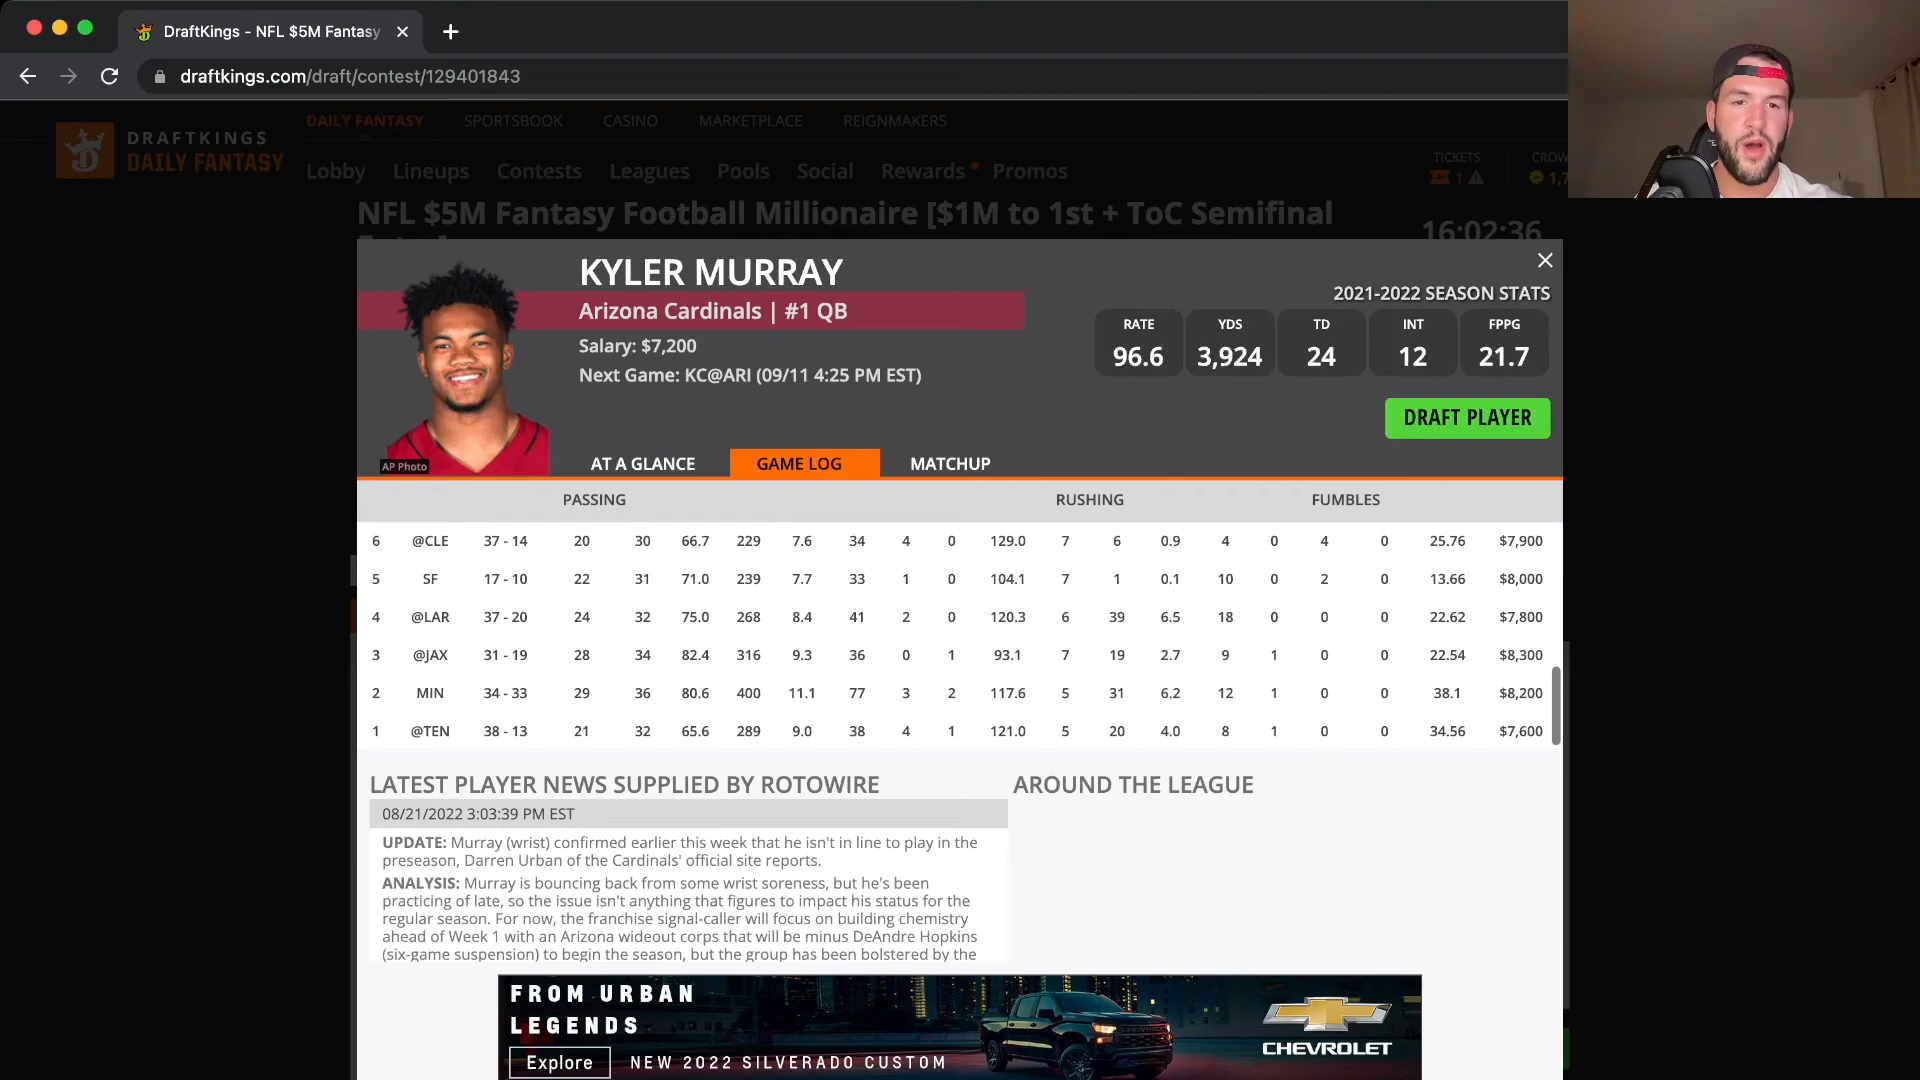 DraftKings - NFL $5M Fantasy
draftkings.com/draft/contest/129401843
DRAFTKINGS
DAILY FANTASY
DAILY FANTASY SPORTSBOOK CASINO MARKETPLACE REIGNMAKERS
Lobby Lineups Contests Leagues Pools Social Rewards Promos
TICKETS
1
CROW
1,7
NFL $5M Fantasy Football Millionaire [$1M to 1st + ToC Semifinal
16:02:36
KYLER MURRAY
Arizona Cardinals | #1 QB
Salary: $7,200
Next Game: KC@ARI (09/11 4:25 PM EST)
AP Photo
2021-2022 SEASON STATS
RATE YDS TD INT FPPG
96.6 3,924 24 12 21.7
DRAFT PLAYER
AT A GLANCE GAME LOG MATCHUP
PASSING RUSHING FUMBLES
6 @CLE 37 - 14 20 30 66.7 229 7.6 34 4 0 129.0 7 6 0.9 4 0 4 0 25.76 $7,900
5 SF 17 - 10 22 31 71.0 239 7.7 33 1 0 104.1 7 1 0.1 10 0 2 0 13.66 $8,000
4 @LAR 37 - 20 24 32 75.0 268 8.4 41 2 0 120.3 6 39 6.5 18 0 0 0 22.62 $7,800
3 @JAX 31 - 19 28 34 82.4 316 9.3 36 0 1 93.1 7 19 2.7 9 1 0 0 22.54 $8,300
2 MIN 34 - 33 29 36 80.6 400 11.1 77 3 2 117.6 5 31 6.2 12 1 0 0 38.1 $8,200
1 @TEN 38 - 13 21 32 65.6 289 9.0 38 4 1 121.0 5 20 4.0 8 1 0 0 34.56 $7,600
LATEST PLAYER NEWS SUPPLIED BY ROTOWIRE
08/21/2022 3:03:39 PM EST
UPDATE: Murray (wrist) confirmed earlier this week that he isn't in line to play in the
preseason, Darren Urban of the Cardinals' official site reports.
ANALYSIS: Murray is bouncing back from some wrist soreness, but he's been
practicing of late, so the issue isn't anything that figures to impact his status for the
regular season. For now, the franchise signal-caller will focus on building chemistry
ahead of Week 1 with an Arizona wideout corps that will be minus DeAndre Hopkins
(six-game suspension) to begin the season, but the group has been bolstered by the
AROUND THE LEAGUE
FROM URBAN
LEGENDS
Explore NEW 2022 SILVERADO CUSTOM
CHEVROLET